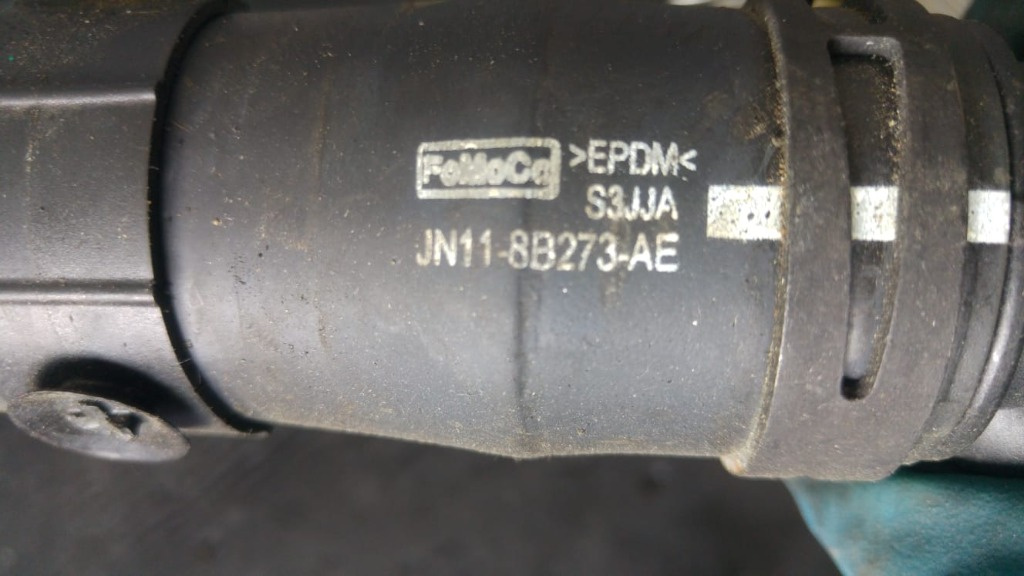 FoMoCo >EPDM<
S3JJA
JN11-8B273-AE